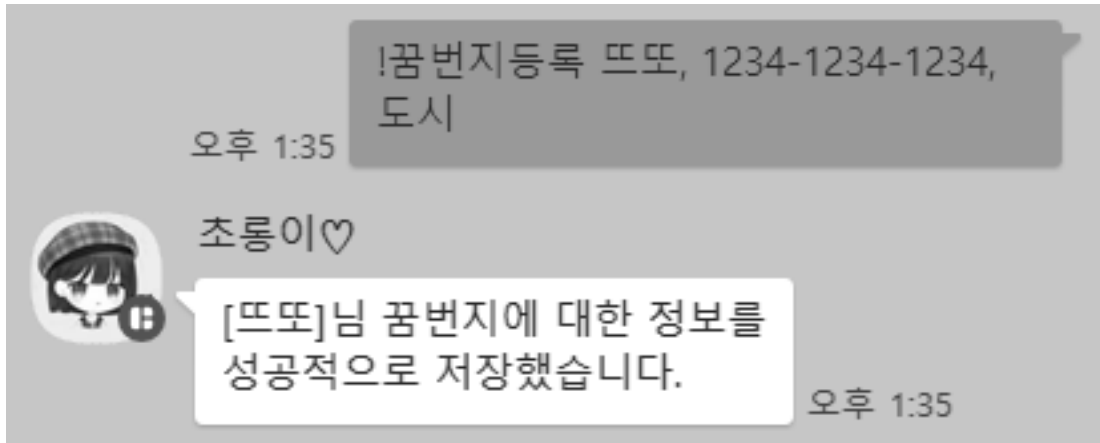 !꿈번지등록 뜨또, 1234-1234-1234,
도시
오후 1:35
초롱이♡
[뜨또]님 꿈번지에 대한 정보를
성공적으로 저장했습니다.
오후 1:35